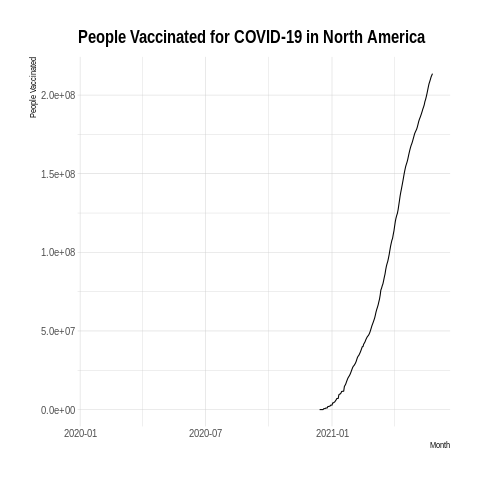 People Vaccinated for COVID-19 in North America
People Vaccinated
2.0e+08
1.5e+08
1.0e+08
5.0e+07
0.0e+00
2020-01 2020-07 2021-01
Month